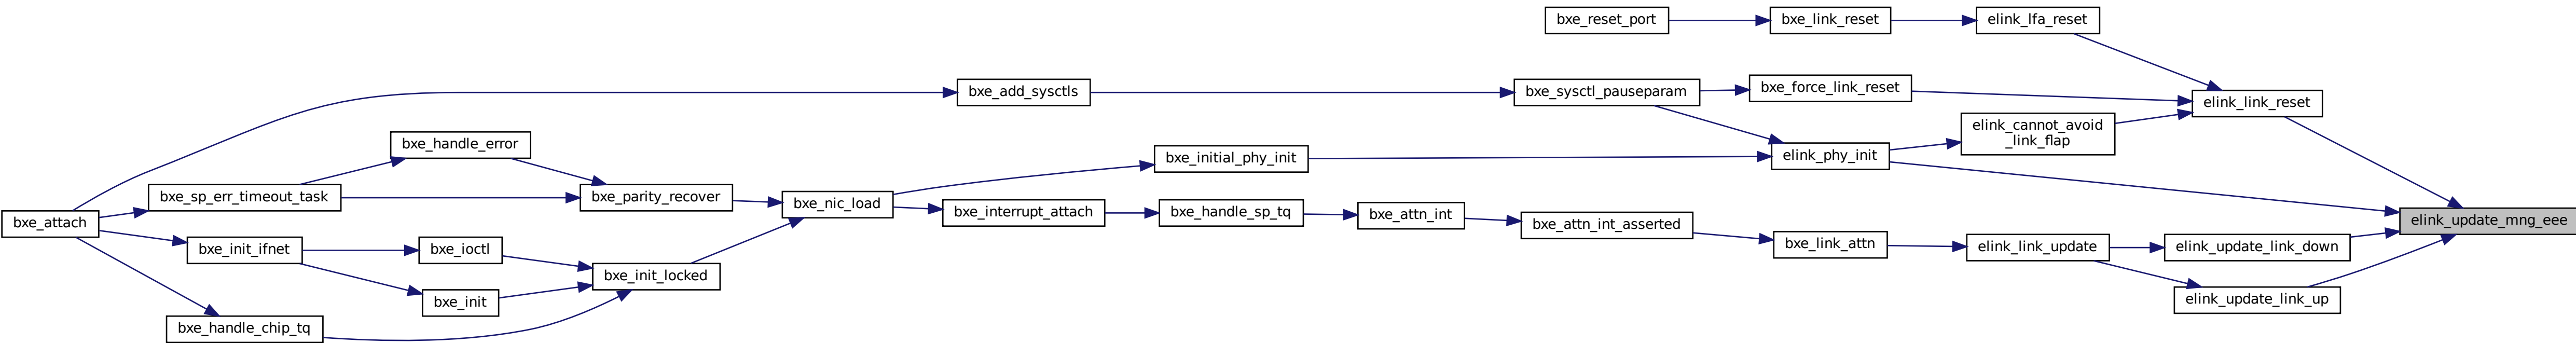 bxe_reset_port
bxe_link_reset
elink_lfa_reset
bxe_add_sysctls
bxe_sysctl_pauseparam
bxe_force_link_reset
elink_link_reset
bxe_handle_error
elink_cannot_avoid
_link_flap
bxe_initial_phy_init
elink_phy_init
bxe_sp_err_timeout_task
bxe_parity_recover
bxe_nic_load
bxe_interrupt_attach
bxe_handle_sp_tq
bxe_attn_int
bxe_attn_int_asserted
elink_update_mng_eee
bxe_attach
bxe_init_ifnet
bxe_ioctl
bxe_link_attn
elink_link_update
elink_update_link_down
bxe_init_locked
bxe_init
elink_update_link_up
bxe_handle_chip_tq